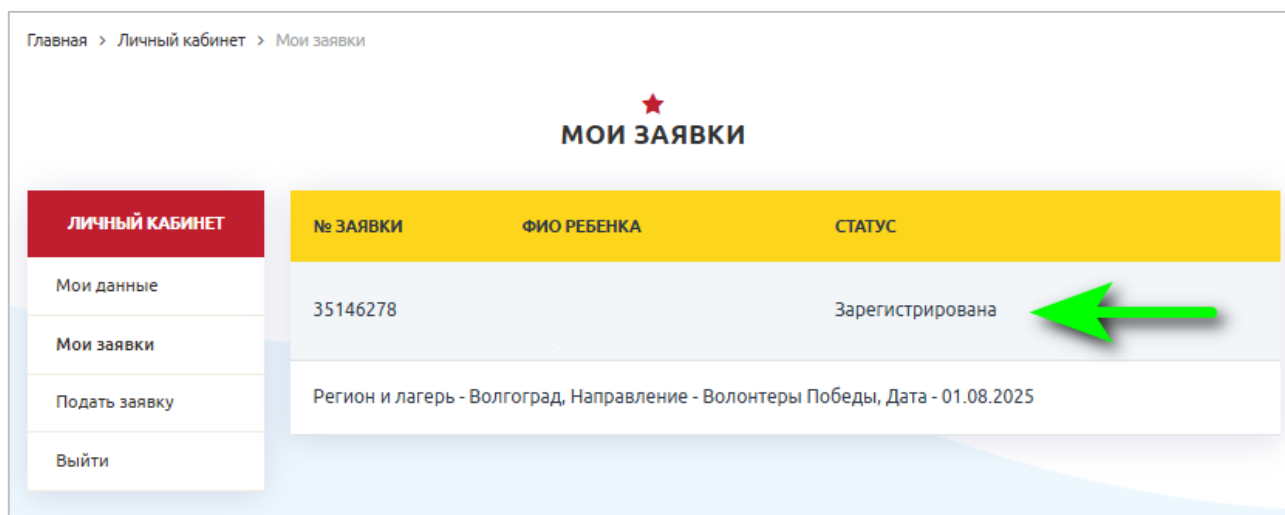 Главная > Личный кабинет > Мои заявки
МОИ ЗАЯВКИ
ЛИЧНЫЙ КАБИНЕТ
Мои данные
Мои заявки
Подать заявку
Выйти
№ ЗАЯВКИ ФИО РЕБЕНКА СТАТУС
35146278 Зарегистрирована
Регион и лагерь - Волгоград, Направление - Волонтеры Победы, Дата - 01.08.2025